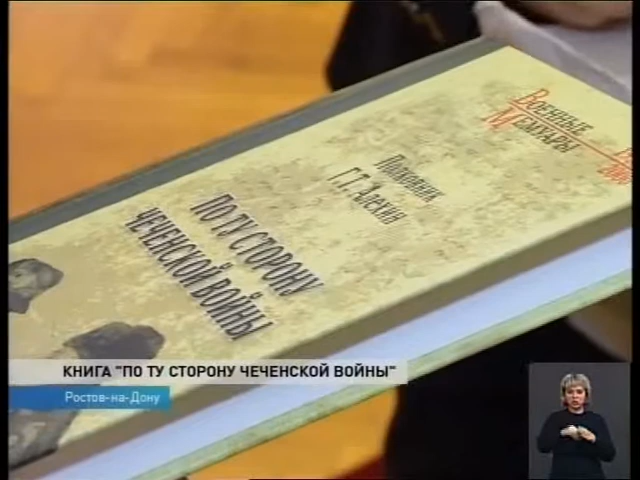 Военные
Мемуары
Полковник
Г.Т. Алехин
ПО ТУ СТОРОНУ
ЧЕЧЕНСКОЙ ВОЙНЫ
КНИГА "ПО ТУ СТОРОНУ ЧЕЧЕНСКОЙ ВОЙНЫ"
Ростов-на-Дону